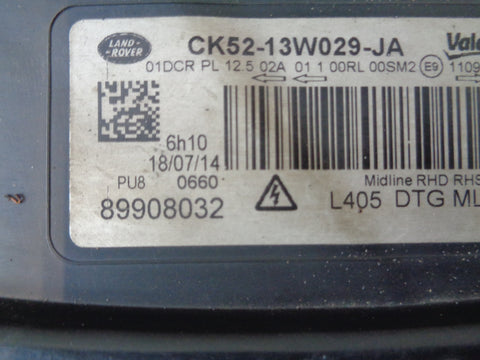 LAND-
ROVER
CK52-13W029-JA
01DCR PL 12.5 02A 01 1 00RL 00SM2 E9
6h10
18/07/14
PU8 0660
Midline RHD
89908032
L405 DTG